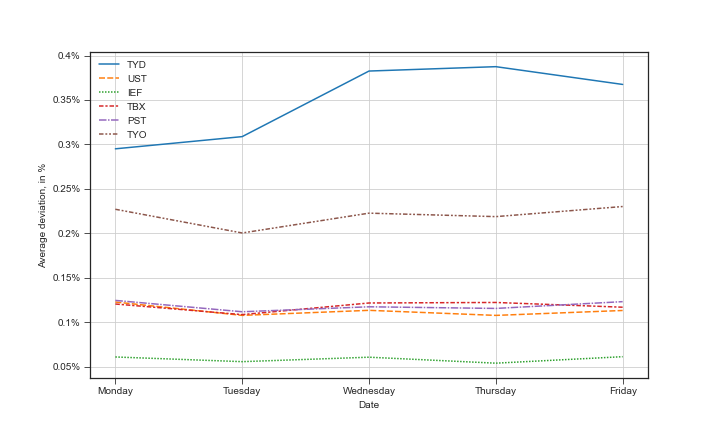 0.4%
0.35%
0.3%
0.25%
0.2%
0.15%
0.1%
0.05%
Average deviation, in %
TYD
UST
IEF
TBX
PST
TYO
Monday Tuesday Wednesday Thursday Friday
Date